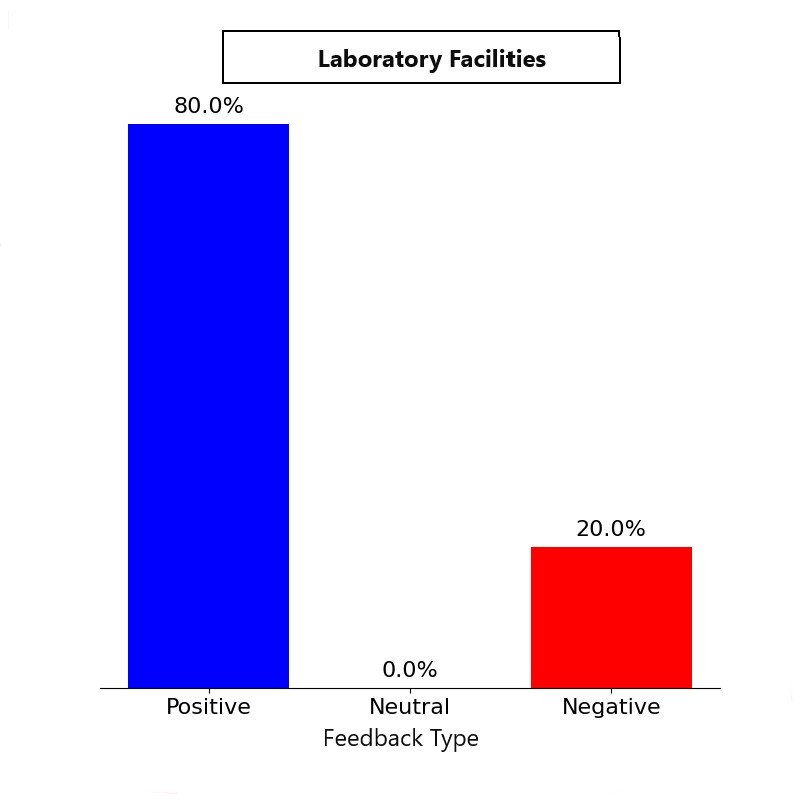 Laboratory Facilities
80.0%
20.0%
0.0%
Positive Neutral Negative
Feedback Type